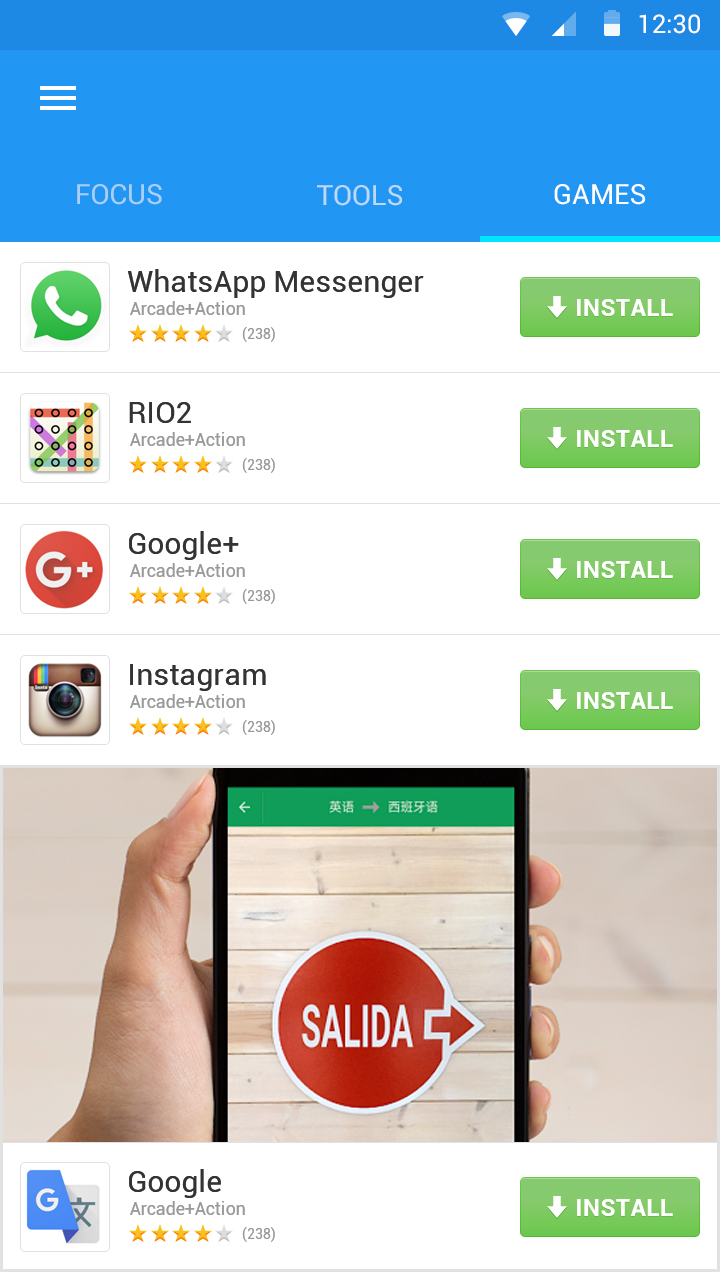 12:30
FOCUS TOOLS GAMES
WhatsApp Messenger
Arcade+Action
(238)
INSTALL
RIO2
Arcade+Action
(238)
INSTALL
G+
Google+
Arcade+Action
(238)
INSTALL
Insta
Instagram
Arcade+Action
(238)
INSTALL
英语 西班牙语
SALIDA
G 文
Google
Arcade+Action
(238)
INSTALL